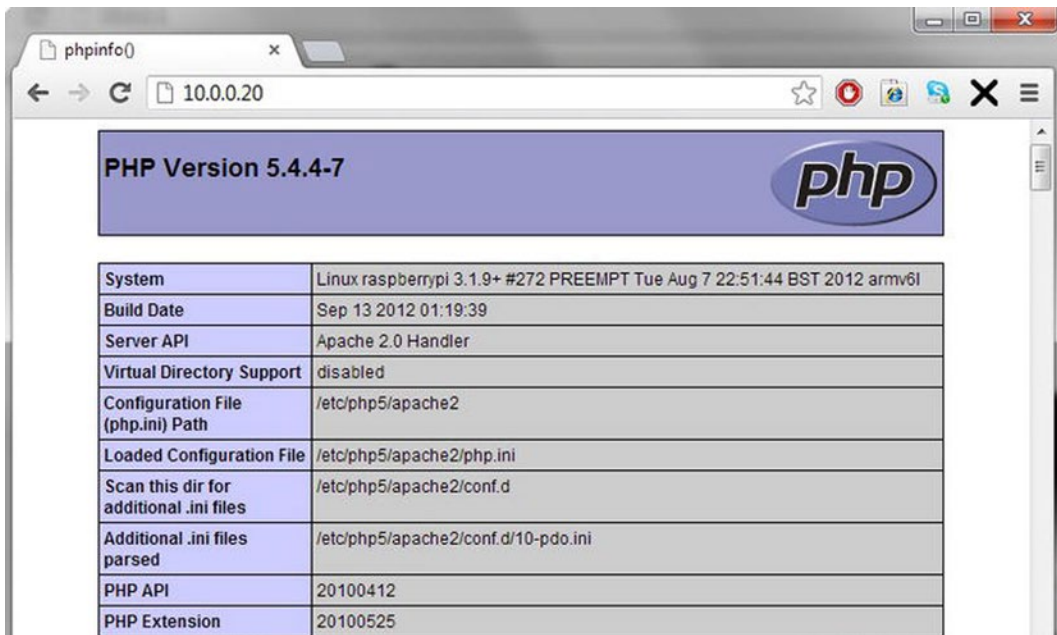 phpinfo()
10.0.0.20
PHP Version 5.4.4-7
php
System Linux raspberrypi 3.1.9+ #272 PREEMPT Tue Aug 7 22:51:44 BST 2012 armv6l
Build Date Sep 13 2012 01:19:39
Server API Apache 2.0 Handler
Virtual Directory Support disabled
Configuration File /etc/php5/apache2
(php.ini) Path
Loaded Configuration File /etc/php5/apache2/php.ini
Scan this dir for /etc/php5/apache2/conf.d
additional .ini files
Additional .ini files /etc/php5/apache2/conf.d/10-pdo.ini
parsed
PHP API 20100412
PHP Extension 20100525